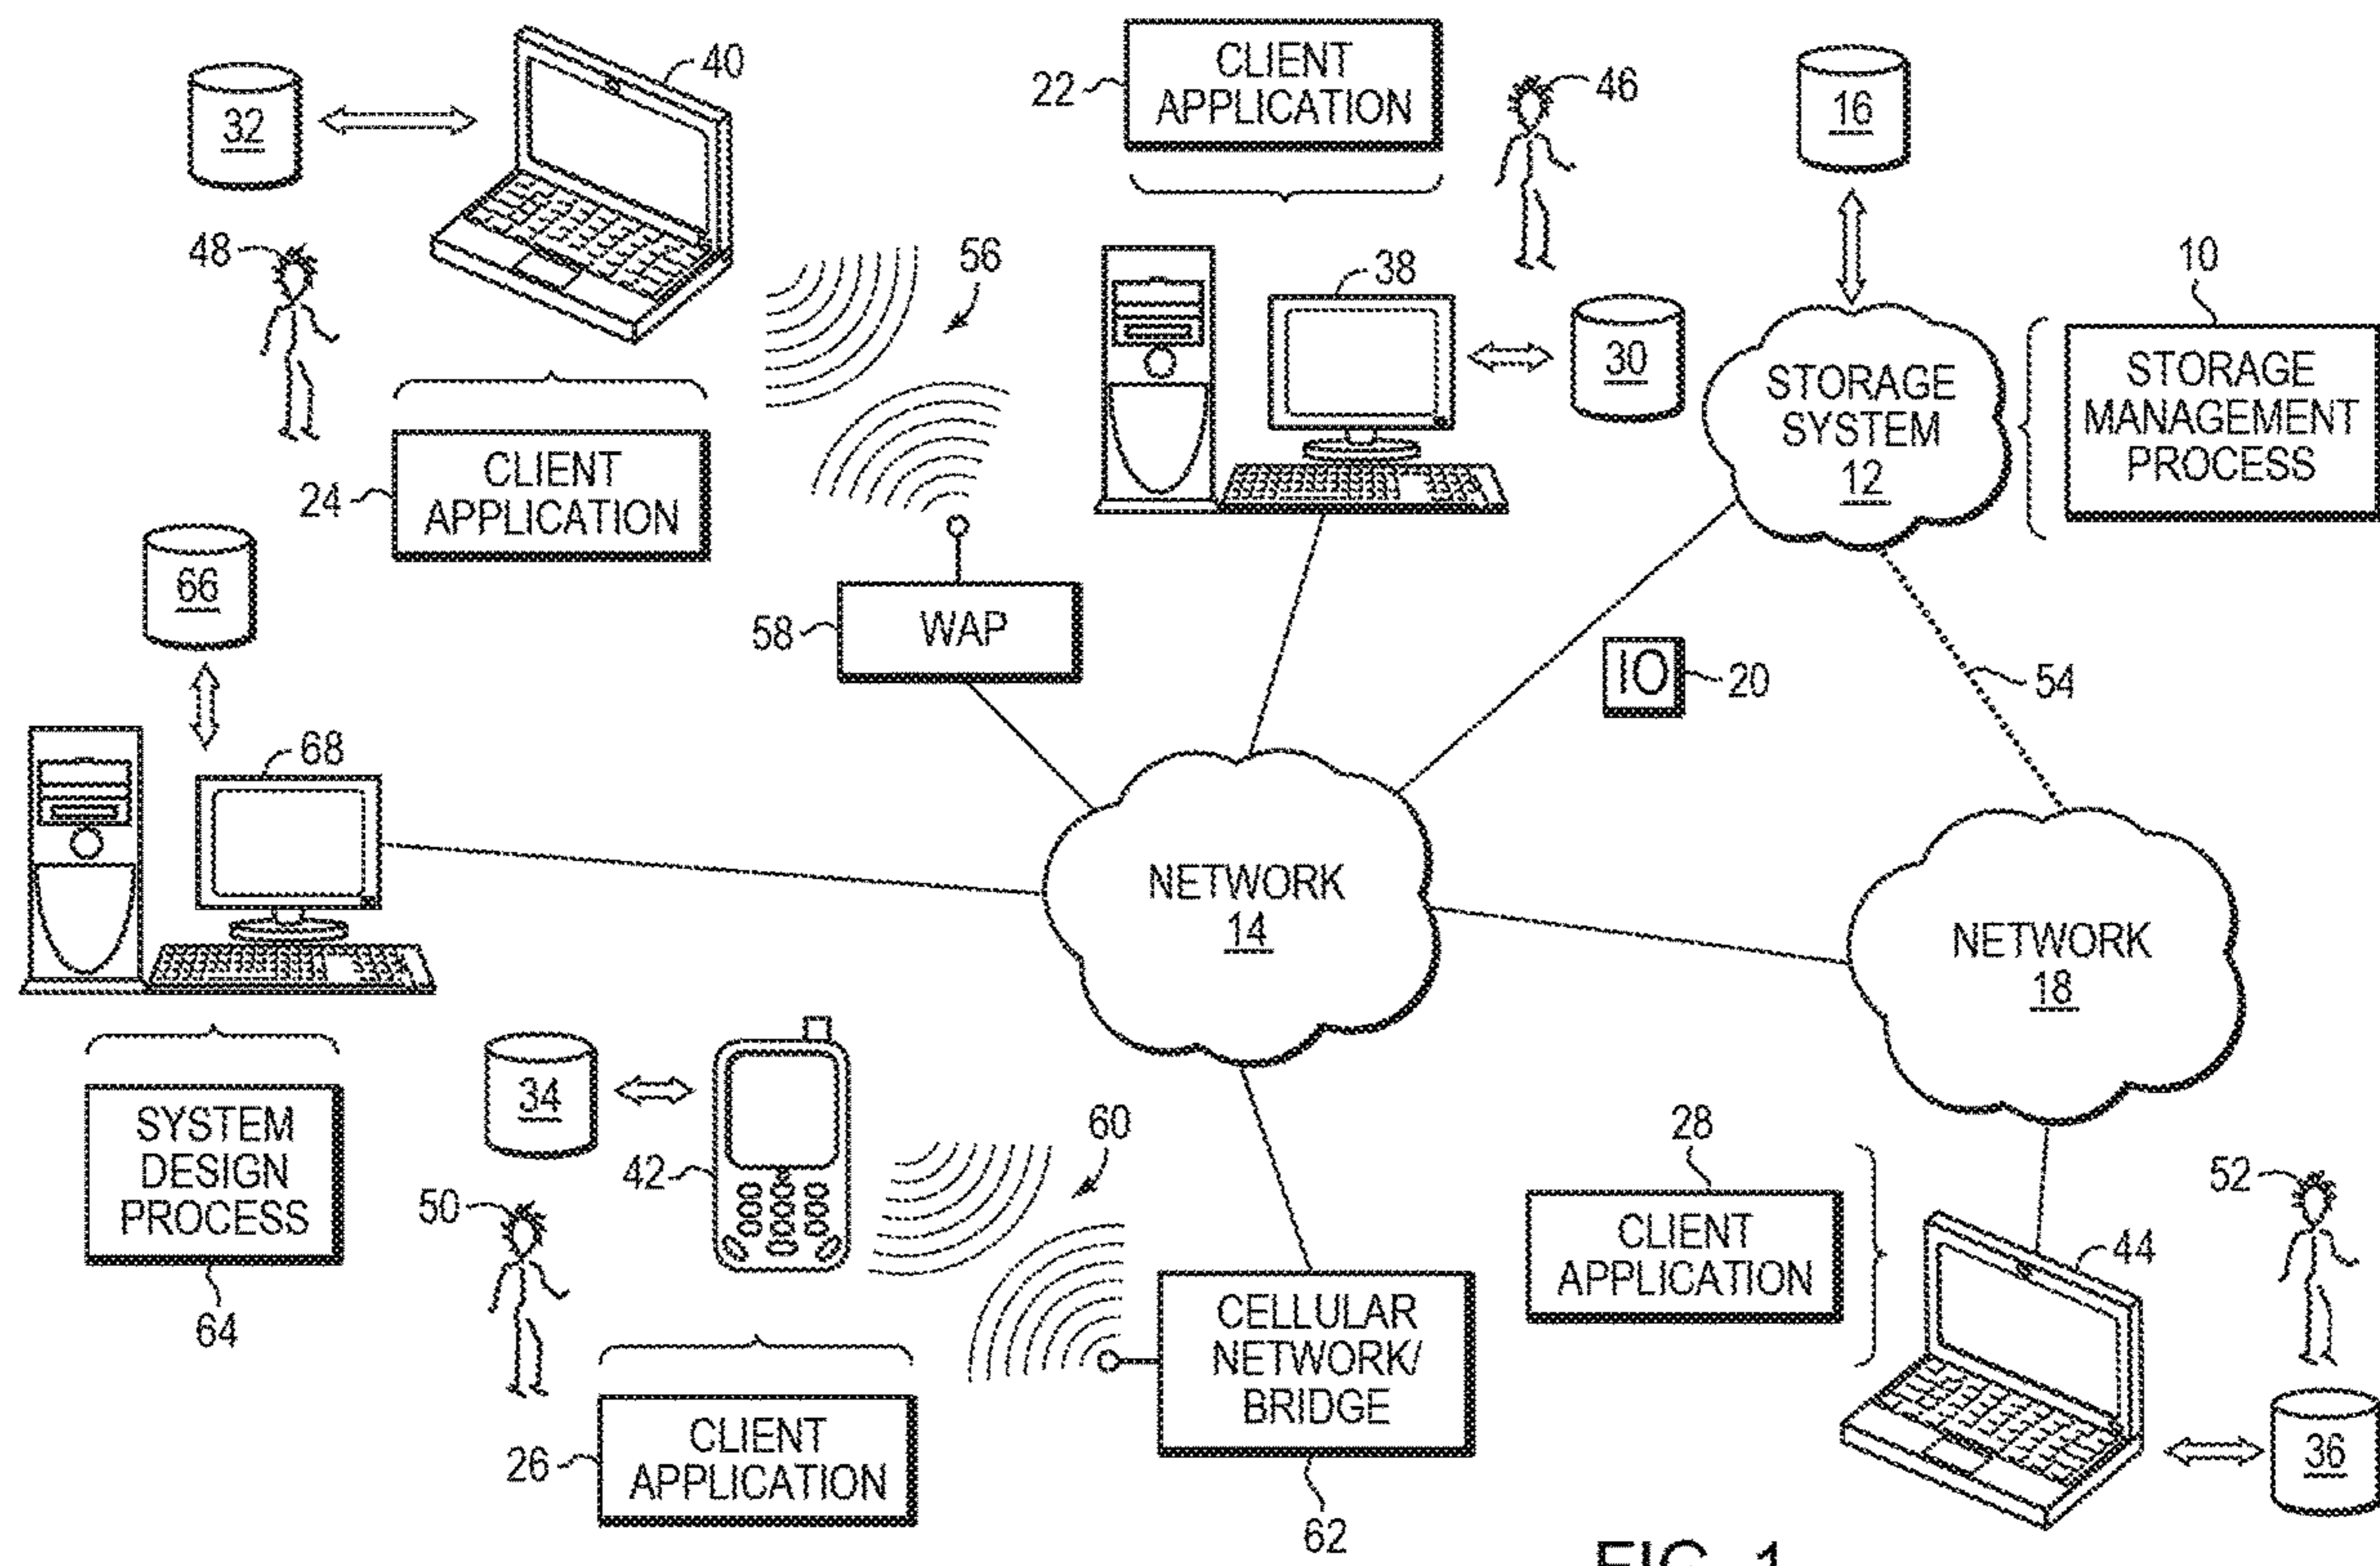 40
32
22
CLIENT
APPLICATION
46
16
48
56
38
30
10
STORAGE
SYSTEM
12
STORAGE
MANAGEMENT
PROCESS
24
CLIENT
APPLICATION
66
58
WAP
IO
20
54
68
NETWORK
14
NETWORK
18
34
42
60
SYSTEM
DESIGN
PROCESS
64
50
28
CLIENT
APPLICATION
52
44
CELLULAR
NETWORK/
BRIDGE
62
26
CLIENT
APPLICATION
36
FIG. 1